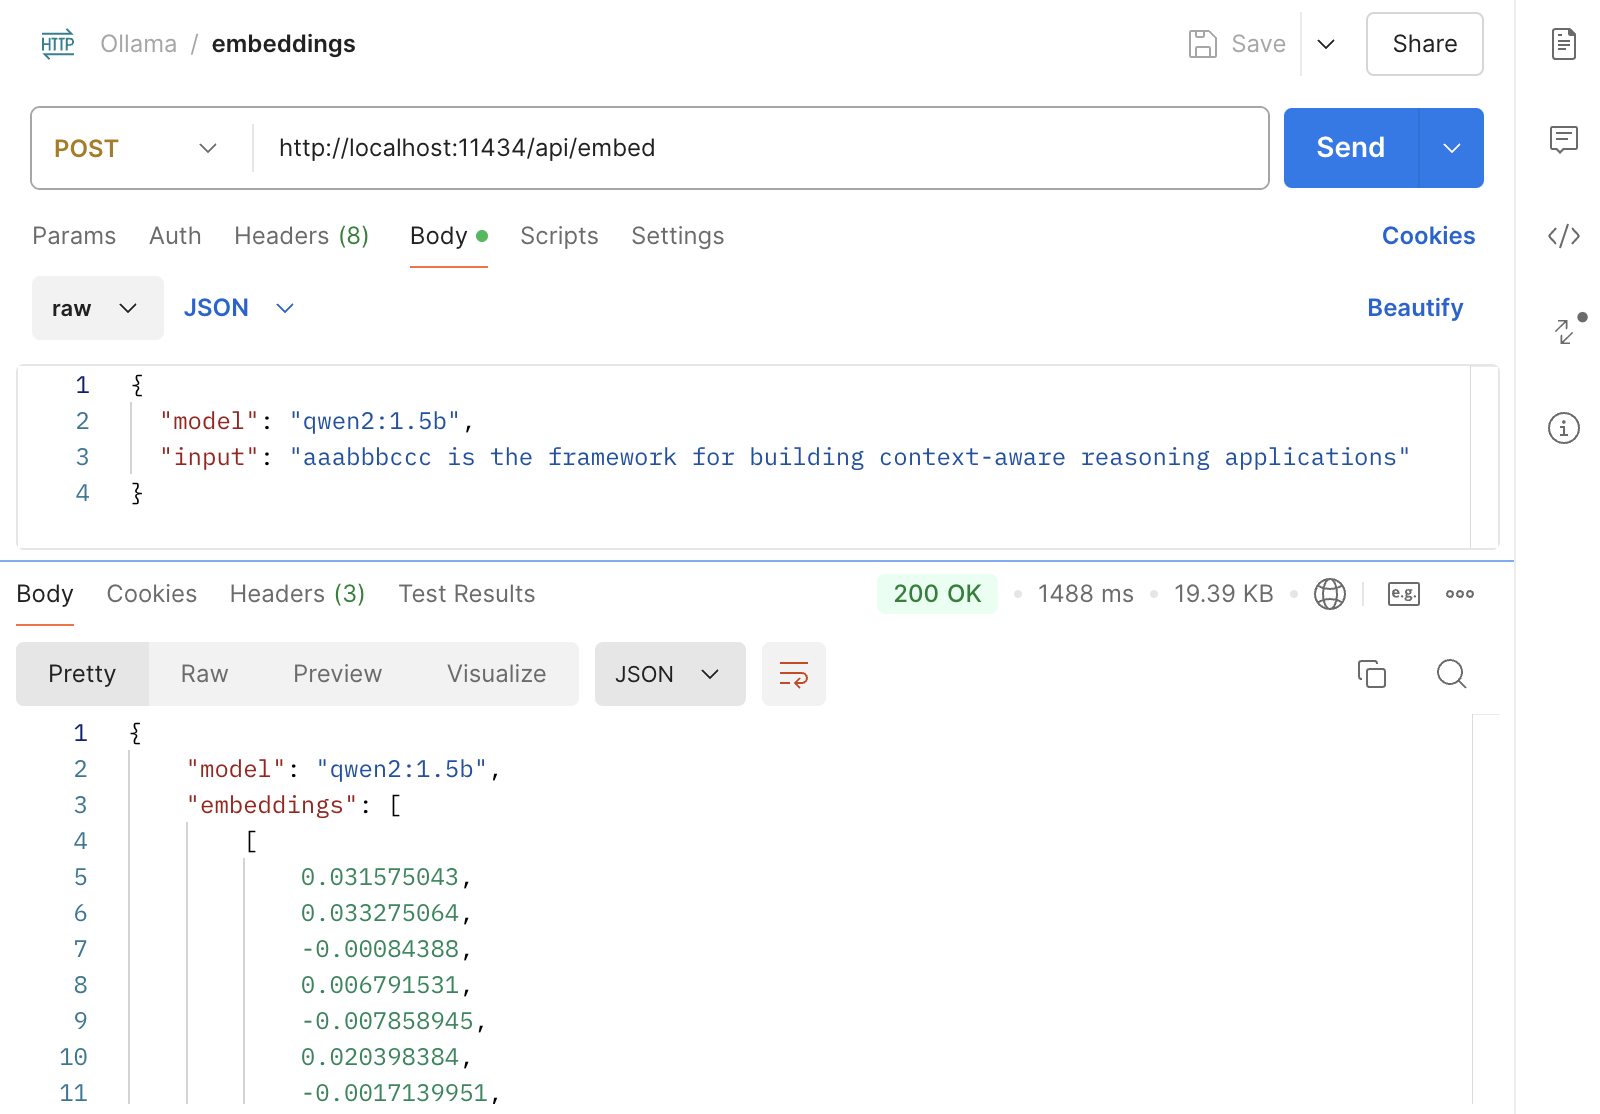 HTTP Ollama / embeddings Save Share
POST http://localhost:11434/api/embed Send
Params Auth Headers (8) Body Scripts Settings Cookies
raw JSON Beautify
1 {
2 "model": "qwen2:1.5b",
3 "input": "aaabbbccc is the framework for building context-aware reasoning applications"
4 }
Body Cookies Headers (3) Test Results 200 OK • 1488 ms • 19.39 KB • e.g.
Pretty Raw Preview Visualize JSON
1 {
2 "model": "qwen2:1.5b",
3 "embeddings": [
4 [
5 0.031575043,
6 0.033275064,
7 -0.00084388,
8 0.006791531,
9 -0.007858945,
10 0.020398384,
11 -0.0017139951,